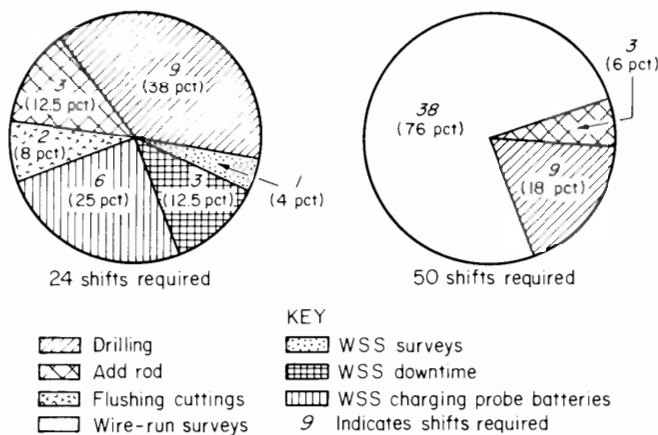 9
(38 pct)
3
(12.5 pct)
2
(8 pct)
6
(25 pct)
3
(12.5 pct)
1
(4 pct)
24 shifts required
3
(6 pct)
38
(76 pct)
9
(18 pct)
50 shifts required
KEY
Drilling
Add rod
Flushing cuttings
Wire-run surveys
WSS surveys
WSS downtime
WSS charging probe batteries
9 Indicates shifts required